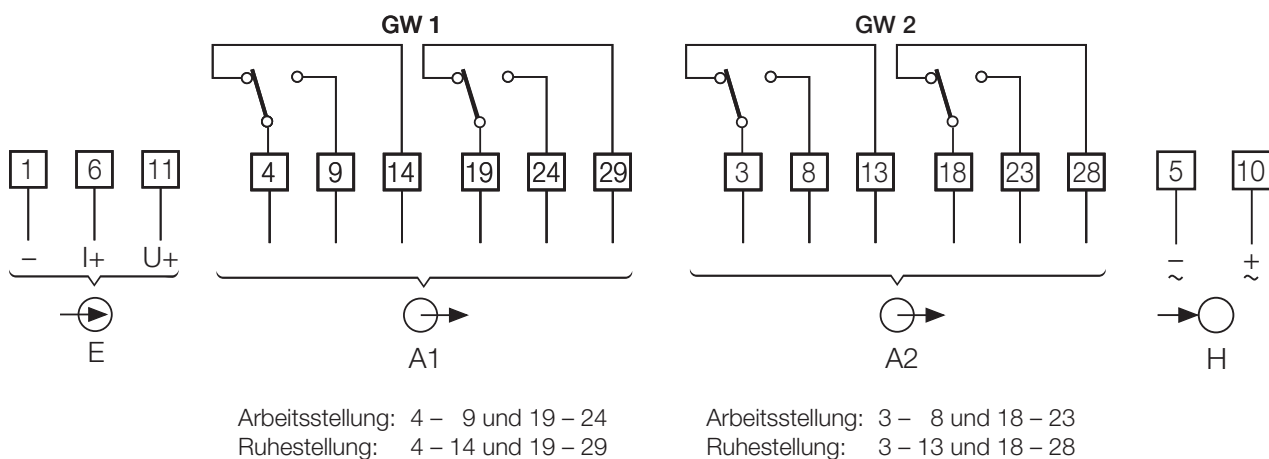 GW 1 GW 2
1 6 11 4 9 14 19 24 29 3 8 13 18 23 28 5 10
– I+ U+ – +
~ ~
E A1 A2 H
Arbeitsstellung: 4 – 9 und 19 – 24 Arbeitsstellung: 3 – 8 und 18 – 23
Ruhestellung: 4 – 14 und 19 – 29 Ruhestellung: 3 – 13 und 18 – 28